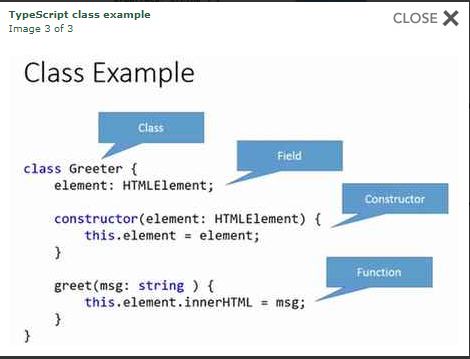 TypeScript class example
Image 3 of 3
CLOSE X
Class Example
Class
class Greeter {
Field
element: HTMLElement;
Constructor
constructor(element: HTMLElement) {
this.element = element;
}
Function
greet(msg: string ) {
this.element.innerHTML = msg;
}
}